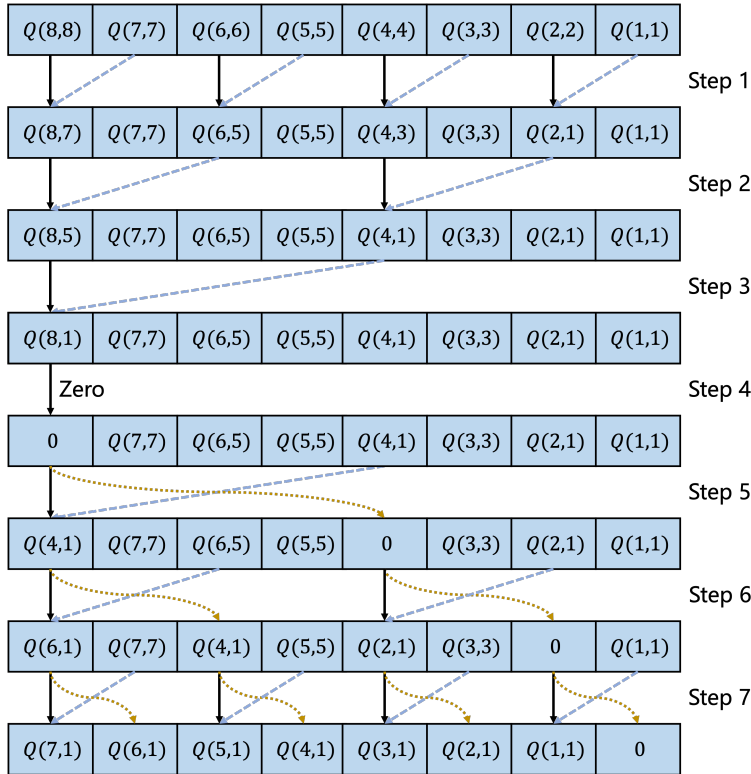 Q(8,8) Q(7,7) Q(6,6) Q(5,5) Q(4,4) Q(3,3) Q(2,2) Q(1,1)
Step 1
Q(8,7) Q(7,7) Q(6,5) Q(5,5) Q(4,3) Q(3,3) Q(2,1) Q(1,1)
Step 2
Q(8,5) Q(7,7) Q(6,5) Q(5,5) Q(4,1) Q(3,3) Q(2,1) Q(1,1)
Step 3
Q(8,1) Q(7,7) Q(6,5) Q(5,5) Q(4,1) Q(3,3) Q(2,1) Q(1,1)
Zero Step 4
0 Q(7,7) Q(6,5) Q(5,5) Q(4,1) Q(3,3) Q(2,1) Q(1,1)
Step 5
Q(4,1) Q(7,7) Q(6,5) Q(5,5) 0 Q(3,3) Q(2,1) Q(1,1)
Step 6
Q(6,1) Q(7,7) Q(4,1) Q(5,5) Q(2,1) Q(3,3) 0 Q(1,1)
Step 7
Q(7,1) Q(6,1) Q(5,1) Q(4,1) Q(3,1) Q(2,1) Q(1,1) 0